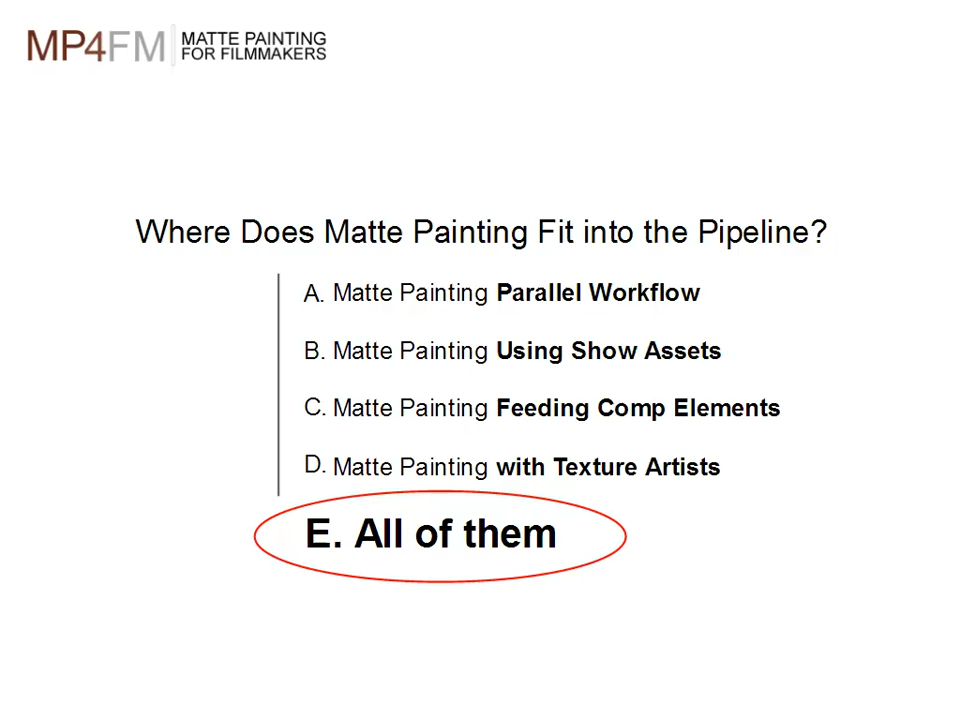 MP4FM MATTE PAINTING
FOR FILMMAKERS
Where Does Matte Painting Fit into the Pipeline?
A. Matte Painting Parallel Workflow
B. Matte Painting Using Show Assets
C. Matte Painting Feeding Comp Elements
D. Matte Painting with Texture Artists
E. All of them